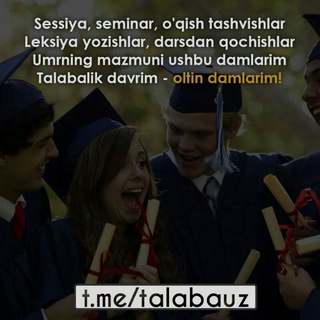 Sessiya, seminar, o'qish tashvishlar
Leksiya yozishlar, darsdan qochishlar
Umrning mazmuni ushbu damlarim
Talabalik davrim - oltin damlarim!
t.me/talabauz